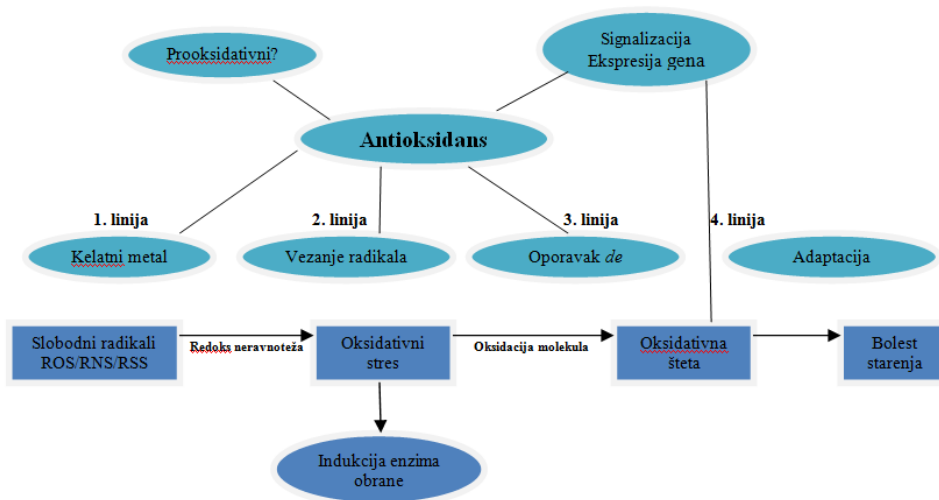 Prooksidativni?
Signalizacija
Ekspresija gena
Antioksidans
1. linija
2. linija
3. linija
4. linija
Kelatni metal
Vezanje radikala
Oporavak de
Adaptacija
Slobodni radikali
ROS/RNS/RSS
Redoks neravnoteža
Oksidativni
stres
Oksidacija molekula
Oksidativna
šteta
Bolest
starenja
Indukcija enzima
obrane